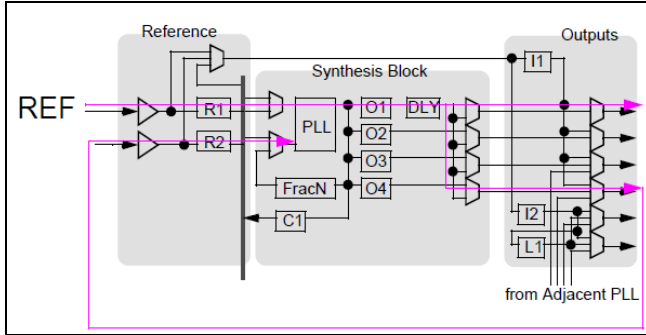 Reference
Outputs
Synthesis Block
I1
REF
R1
PLL
O1
DLY
R2
O2
O3
FracN
O4
C1
I2
L1
from Adjacent PLL